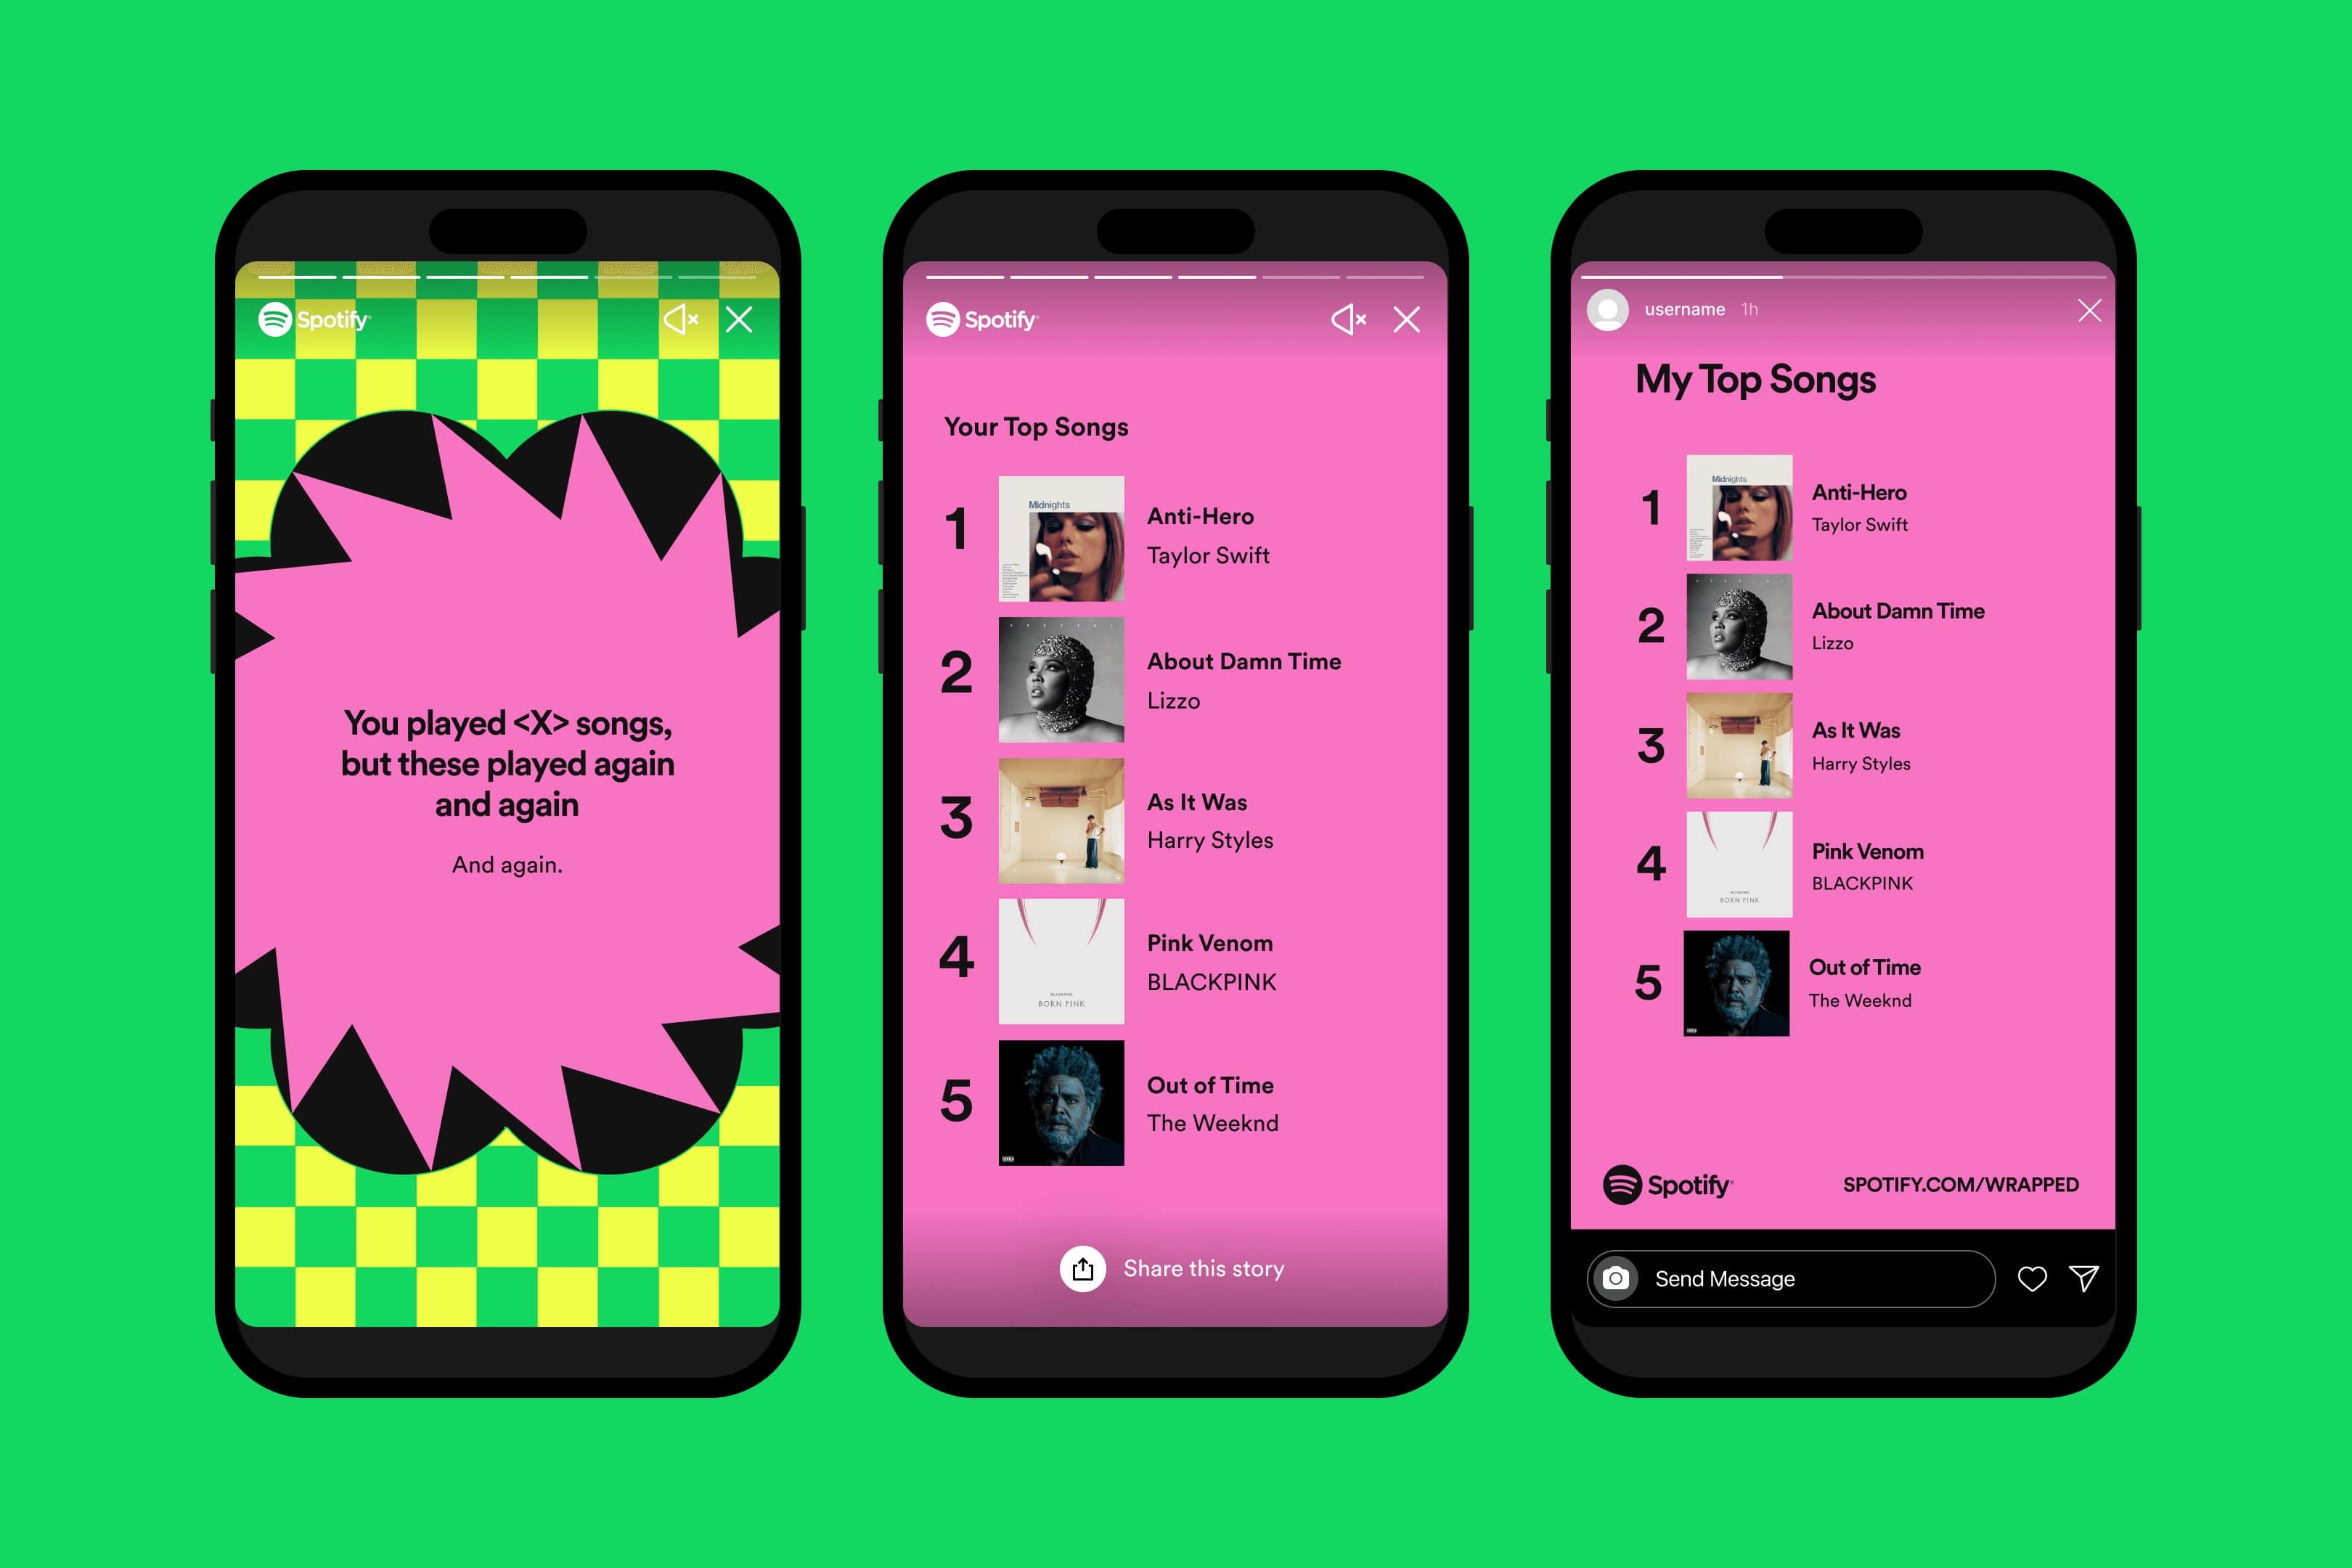 Spotify
You played <X> songs,
but these played again
and again
And again.
Spotify
Your Top Songs
1
Midnights
Anti-Hero
Taylor Swift
2
SPECIAL
About Damn Time
Lizzo
3
As It Was
Harry Styles
4
BLACKPINK
BORN PINK
Pink Venom
BLACKPINK
5
Out of Time
The Weeknd
Share this story
username 1h
My Top Songs
1
Midnights
Anti-Hero
Taylor Swift
2
SPECIAL
About Damn Time
Lizzo
3
As It Was
Harry Styles
4
BLACKPINK
BORN PINK
Pink Venom
BLACKPINK
5
Out of Time
The Weeknd
Spotify
SPOTIFY.COM/WRAPPED
Send Message